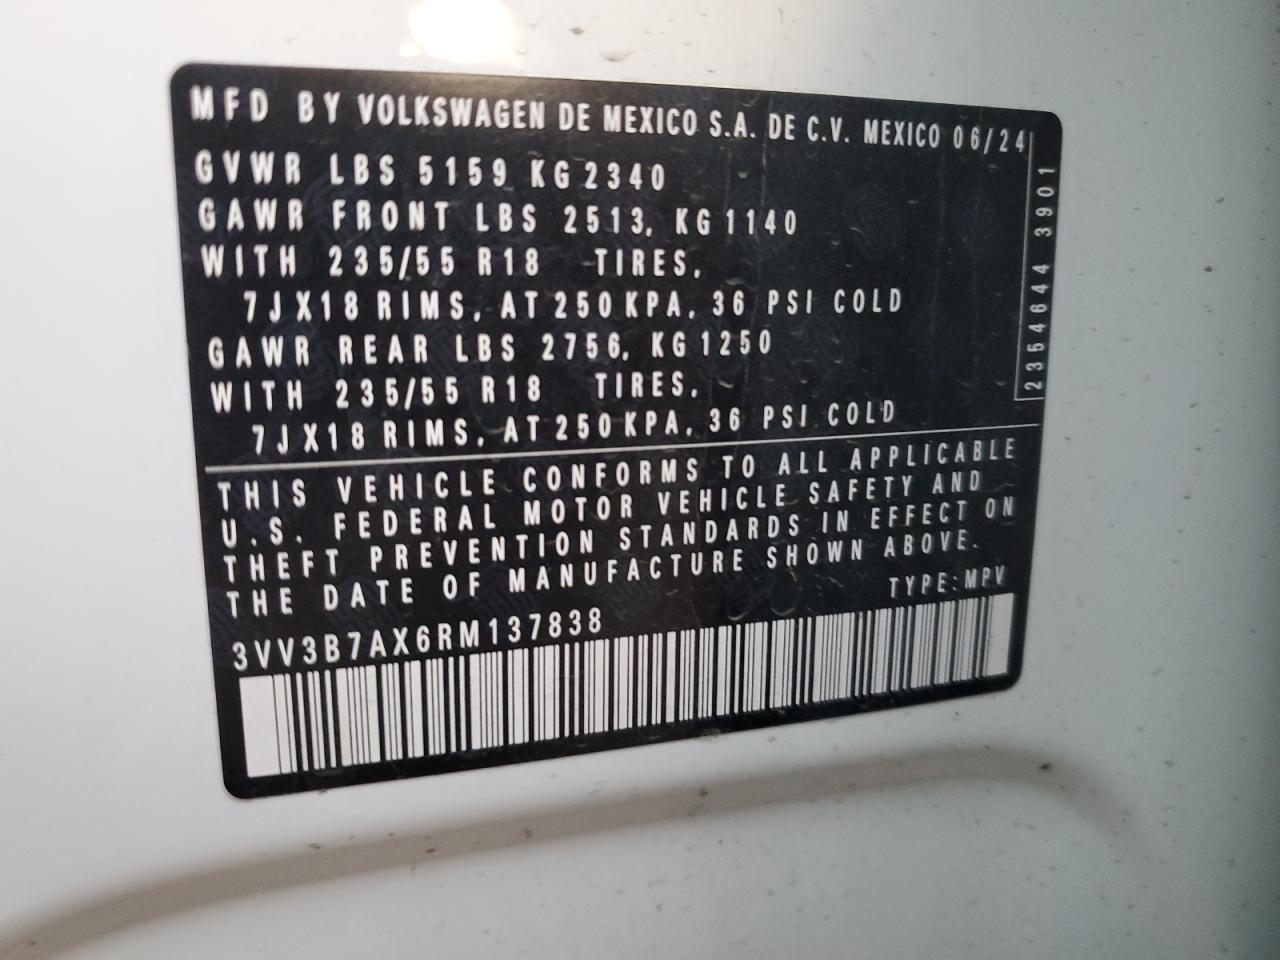 MFD BY VOLKSWAGEN DE MEXICO S.A. DE C.V. MEXICO 06/24
GVWR LBS 5159 KG 2340
GAWR FRONT LBS 2513, KG 1140
WITH 235/55 R18 TIRES,
7JX18 RIMS, AT 250 KPA, 36 PSI COLD
GAWR REAR LBS 2756, KG 1250
WITH 235/55 R18 TIRES,
7JX18 RIMS, AT 250 KPA, 36 PSI COLD
2354644 3901
THIS VEHICLE CONFORMS TO ALL APPLICABLE
U.S. FEDERAL MOTOR VEHICLE SAFETY AND
THEFT PREVENTION STANDARDS IN EFFECT ON
THE DATE OF MANUFACTURE SHOWN ABOVE.
TYPE:MPV
3VV3B7AX6RM137838